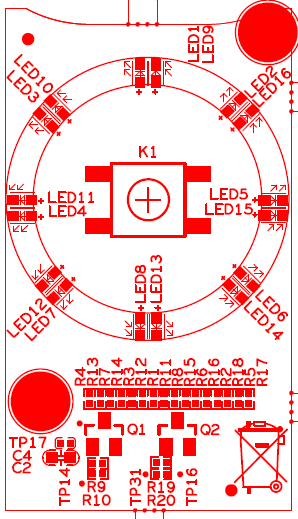 LED1
LED9
LED10
LED3
LED2
LED16
K1
LED11
LED4
LED5
LED15
LED8
LED13
LED12
LED7
LED6
LED14
R4
R13
R7
R14
R3
R12
R1
R11
R8
R15
R6
R16
R2
R18
R5
R17
Q1
Q2
TP17
C4
C2
TP14
R9
R10
TP31
R19
R20
TP16